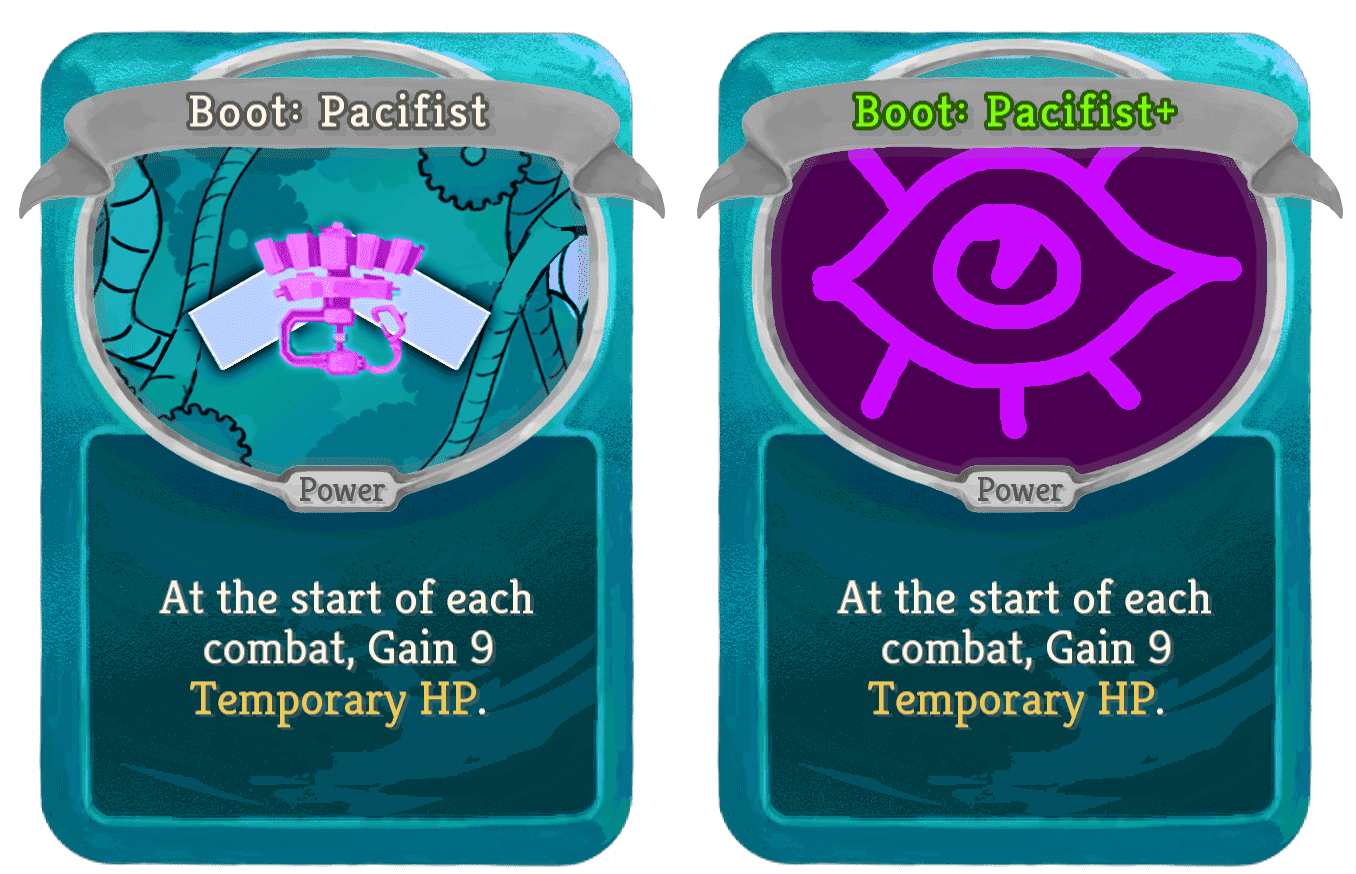 Boot: Pacifist
Power
At the start of each
combat, Gain 9
Temporary HP.
Boot: Pacifist+
Power
At the start of each
combat, Gain 9
Temporary HP.